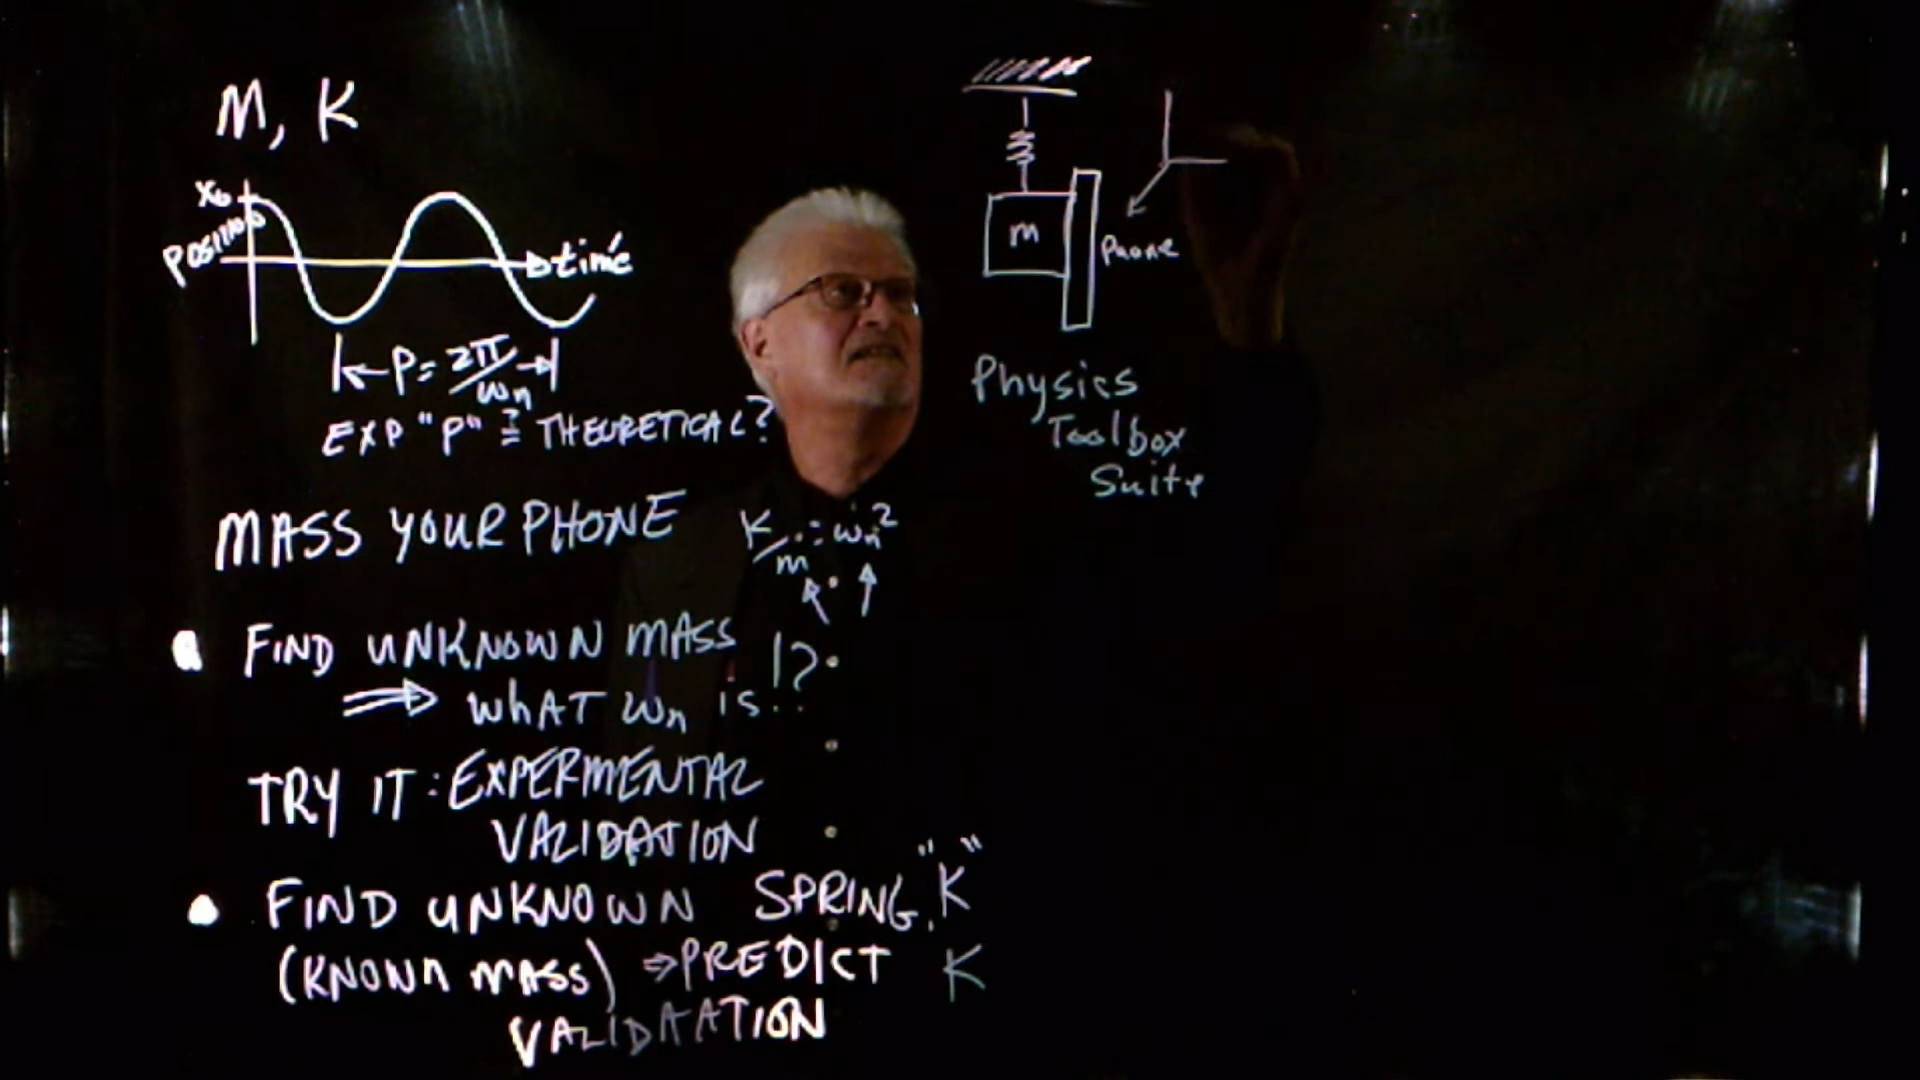 M, K
x₀
POSITION
time
P = 2π/ωn
EXP "P" ≟ THEORETICAL?
MASS YOUR PHONE
K/m = ωn²
FIND UNKNOWN MASS !?
⇒ WHAT ωn is..
TRY IT: EXPERMENTAL
VALIDATION
FIND UNKNOWN SPRING "K"
(KNOWN MASS) ⇒ PREDICT K
VALIDAATION
m
Phone
Physics
Toolbox
Suite